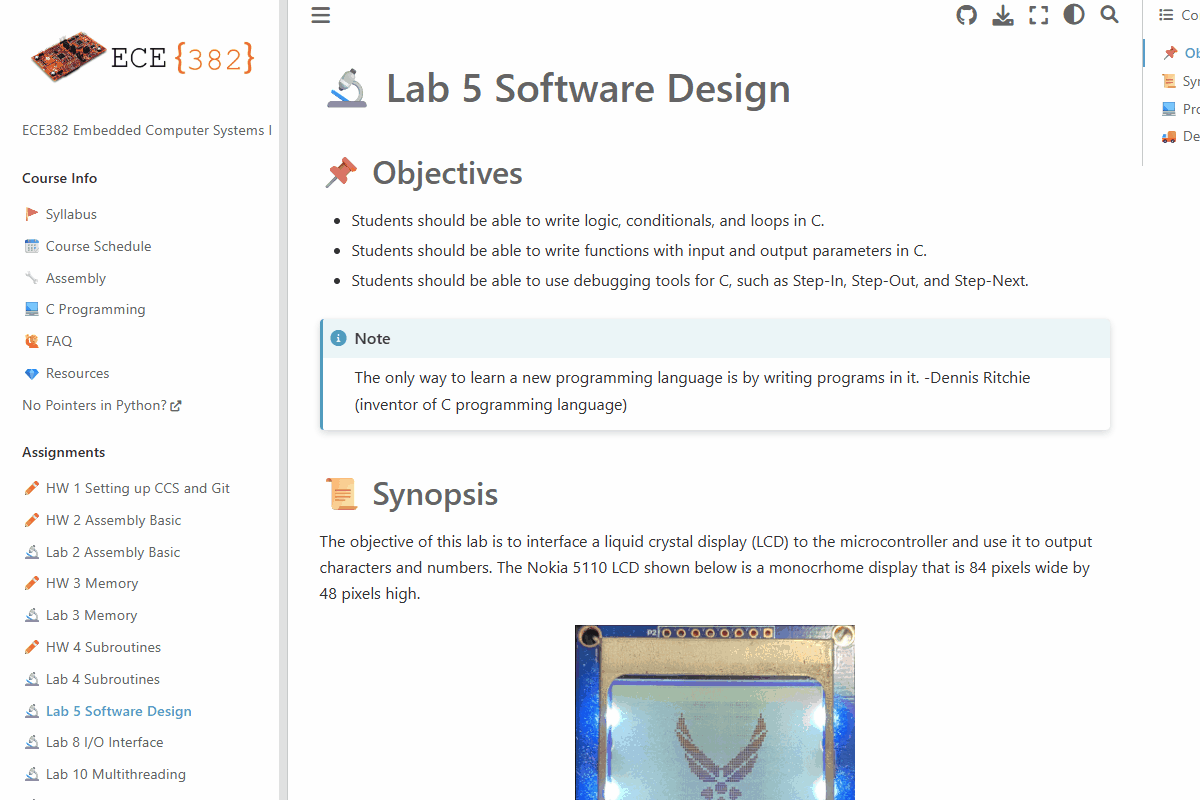 ECE {382}
ECE382 Embedded Computer Systems I
Course Info
Syllabus
Course Schedule
Assembly
C Programming
FAQ
Resources
No Pointers in Python?
Assignments
HW 1 Setting up CCS and Git
HW 2 Assembly Basic
Lab 2 Assembly Basic
HW 3 Memory
Lab 3 Memory
HW 4 Subroutines
Lab 4 Subroutines
Lab 5 Software Design
Lab 8 I/O Interface
Lab 10 Multithreading
Lab 5 Software Design
Objectives
Students should be able to write logic, conditionals, and loops in C.
Students should be able to write functions with input and output parameters in C.
Students should be able to use debugging tools for C, such as Step-In, Step-Out, and Step-Next.
Note
The only way to learn a new programming language is by writing programs in it. -Dennis Ritchie
(inventor of C programming language)
Synopsis
The objective of this lab is to interface a liquid crystal display (LCD) to the microcontroller and use it to output
characters and numbers. The Nokia 5110 LCD shown below is a monocrhome display that is 84 pixels wide by
48 pixels high.
P2
Co
Ob
Syn
Pro
De